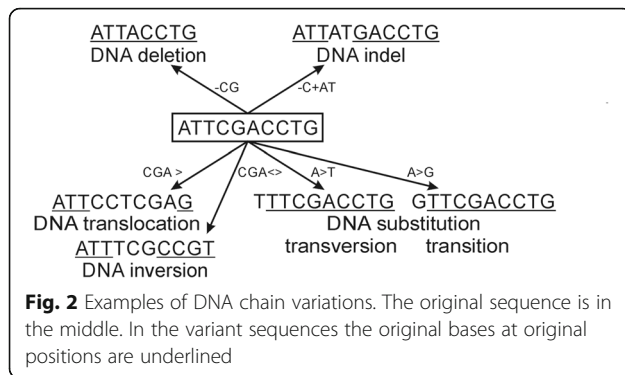 ATTACCTG ATTATGACCTG
DNA deletion DNA indel
-CG -C+AT
ATTCGACCTG
CGA > CGA<> A>T A>G
ATTCCTCGAG TTTCGACCTG GTTCGACCTG
DNA translocation DNA substitution
ATTTCGCCGT transversion transition
DNA inversion
Fig. 2 Examples of DNA chain variations. The original sequence is in
the middle. In the variant sequences the original bases at original
positions are underlined